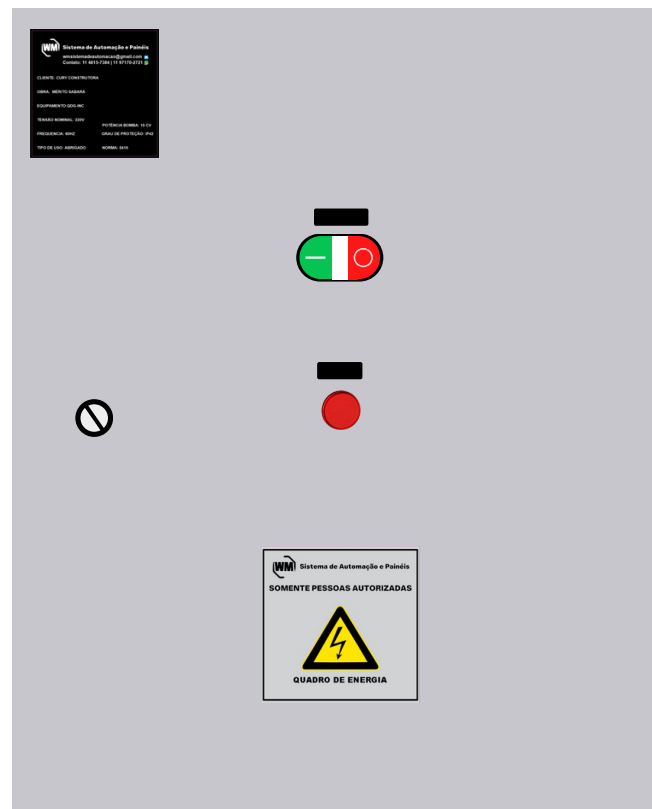 WM Sistema de Automação e Painéis
wmsistemadeautomacao@gmail.com
Contato: 11 4815-7384 | 11 97170-2721
CLIENTE: CURY CONSTRUTORA
OBRA: MÉRITO SABARÁ
EQUIPAMENTO:QDG-INC
TENSÃO NOMINAL: 220V
POTÊNCIA BOMBA: 10 CV
FREQUENCIA: 60HZ
GRAU DE PROTEÇÃO: IP42
TIPO DE USO: ABRIGADO
NORMA: 5410
WM Sistema de Automação e Painéis
SOMENTE PESSOAS AUTORIZADAS
QUADRO DE ENERGIA